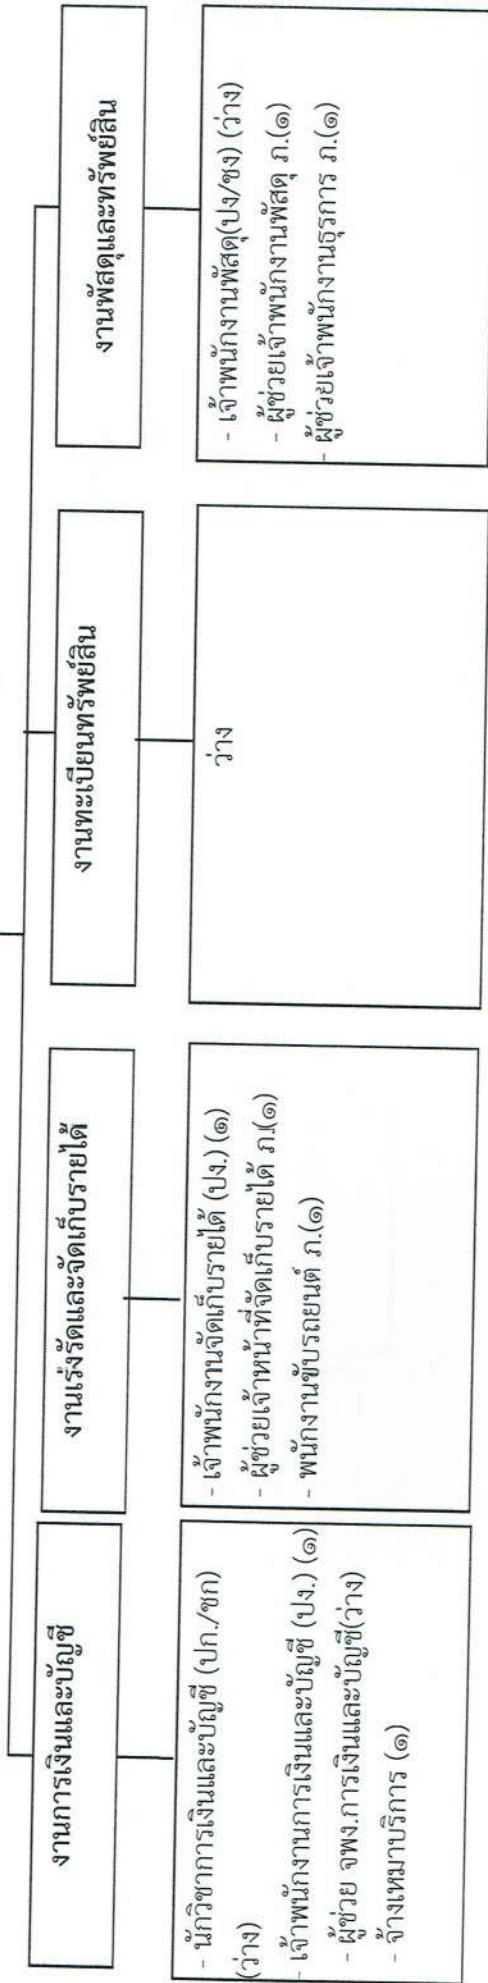 งานการเงินและบัญชี
- นักวิชาการเงินและบัญชี (ปก./ชก)
(ว่าง)
- เจ้าพนักงานการเงินและบัญชี (ปง.) (๑)
- ผู้ช่วย จพง.การเงินและบัญชี(ว่าง)
- จ้างเหมาบริการ (๑)
งานเร่งรัดและจัดเก็บรายได้
- เจ้าพนักงานจัดเก็บรายได้ (ปง.) (๑)
- ผู้ช่วยเจ้าหน้าที่จัดเก็บรายได้ ภ.(๑)
- พนักงานขับรถยนต์ ภ.(๑)
งานทะเบียนทรัพย์สิน
ว่าง
งานพัสดุและทรัพย์สิน
- เจ้าพนักงานพัสดุ(ปง/ชง) (ว่าง)
- ผู้ช่วยเจ้าพนักงานพัสดุ ภ.(๑)
- ผู้ช่วยเจ้าพนักงานธุรการ ภ.(๑)